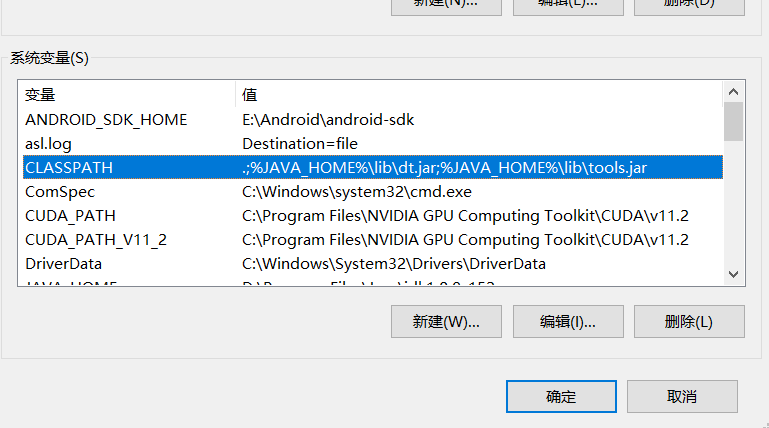 新建(N)... 编辑(E)... 删除(D)
系统变量(S)
变量 值
ANDROID_SDK_HOME E:\Android\android-sdk
asl.log Destination=file
CLASSPATH .;%JAVA_HOME%\lib\dt.jar;%JAVA_HOME%\lib\tools.jar
ComSpec C:\Windows\system32\cmd.exe
CUDA_PATH C:\Program Files\NVIDIA GPU Computing Toolkit\CUDA\v11.2
CUDA_PATH_V11_2 C:\Program Files\NVIDIA GPU Computing Toolkit\CUDA\v11.2
DriverData C:\Windows\System32\Drivers\DriverData
JAVA_HOME
新建(W)... 编辑(I)... 删除(L)
确定 取消